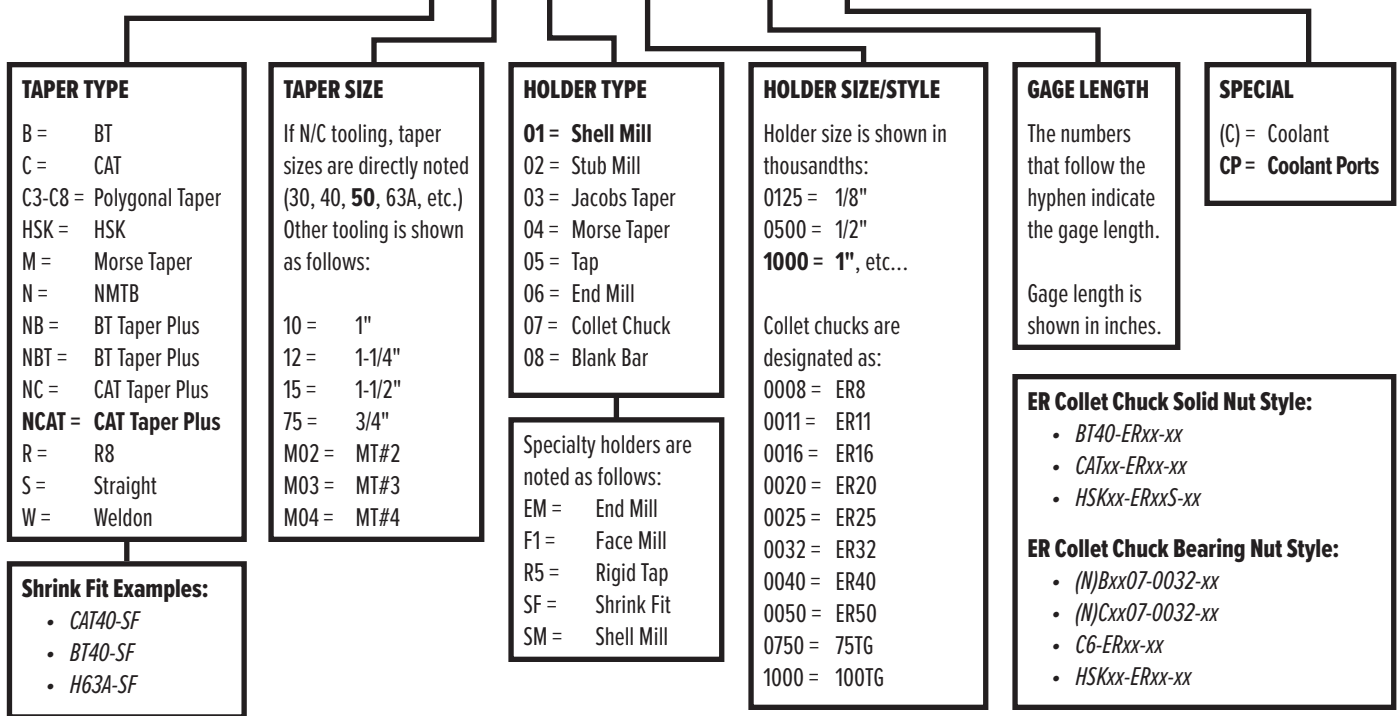 TAPER TYPE
B = BT
C = CAT
C3-C8 = Polygonal Taper
HSK = HSK
M = Morse Taper
N = NMTB
NB = BT Taper Plus
NBT = BT Taper Plus
NC = CAT Taper Plus
NCAT = CAT Taper Plus
R = R8
S = Straight
W = Weldon
Shrink Fit Examples:
• CAT40-SF
• BT40-SF
• H63A-SF
TAPER SIZE
If N/C tooling, taper
sizes are directly noted
(30, 40, 50, 63A, etc.)
Other tooling is shown
as follows:
10 = 1"
12 = 1-1/4"
15 = 1-1/2"
75 = 3/4"
M02 = MT#2
M03 = MT#3
M04 = MT#4
HOLDER TYPE
01 = Shell Mill
02 = Stub Mill
03 = Jacobs Taper
04 = Morse Taper
05 = Tap
06 = End Mill
07 = Collet Chuck
08 = Blank Bar
Specialty holders are
noted as follows:
EM = End Mill
F1 = Face Mill
R5 = Rigid Tap
SF = Shrink Fit
SM = Shell Mill
HOLDER SIZE/STYLE
Holder size is shown in
thousandths:
0125 = 1/8"
0500 = 1/2"
1000 = 1", etc...
Collet chucks are
designated as:
0008 = ER8
0011 = ER11
0016 = ER16
0020 = ER20
0025 = ER25
0032 = ER32
0040 = ER40
0050 = ER50
0750 = 75TG
1000 = 100TG
GAGE LENGTH
The numbers
that follow the
hyphen indicate
the gage length.
Gage length is
shown in inches.
SPECIAL
(C) = Coolant
CP = Coolant Ports
ER Collet Chuck Solid Nut Style:
• BT40-ERxx-xx
• CATxx-ERxx-xx
• HSKxx-ERxxS-xx
ER Collet Chuck Bearing Nut Style:
• (N)Bxx07-0032-xx
• (N)Cxx07-0032-xx
• C6-ERxx-xx
• HSKxx-ERxx-xx